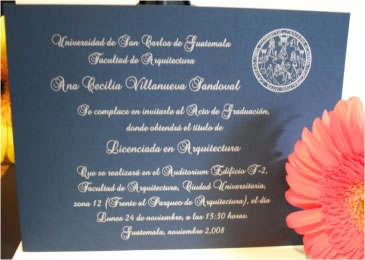 Universidad de San Carlos de Guatemala
Facultad de Arquitectura
Ana Cecilia Villanueva Sandoval
Se complace en invitarle al Acto de Graduación,
donde obtendrá el título de
Licenciada en Arquitectura
Que se realizará en el Auditorium Edificio T-2,
Facultad de Arquitectura, Ciudad Universitaria,
zona 12 (Frente al Parqueo de Arquitectura), el día
Lunes 24 de noviembre, a las 15:30 horas.
Guatemala, noviembre 2,008